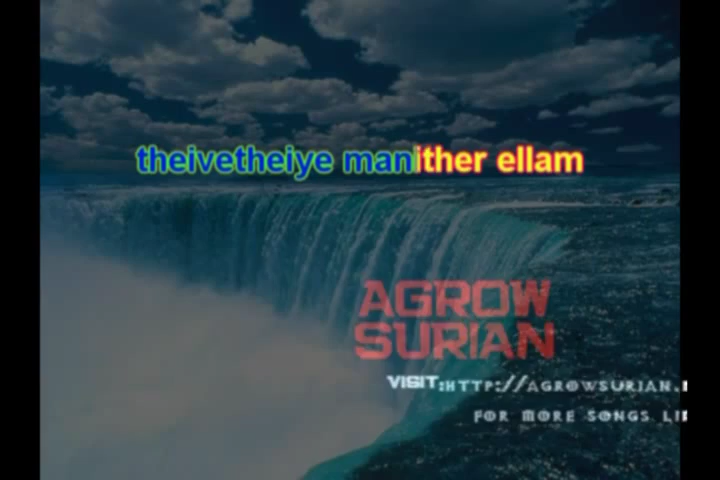 theivetheiye manither ellam
AGROW
SURIAN
VISIT:HTTP://AGROWSURIAN.
FOR MORE SONGS